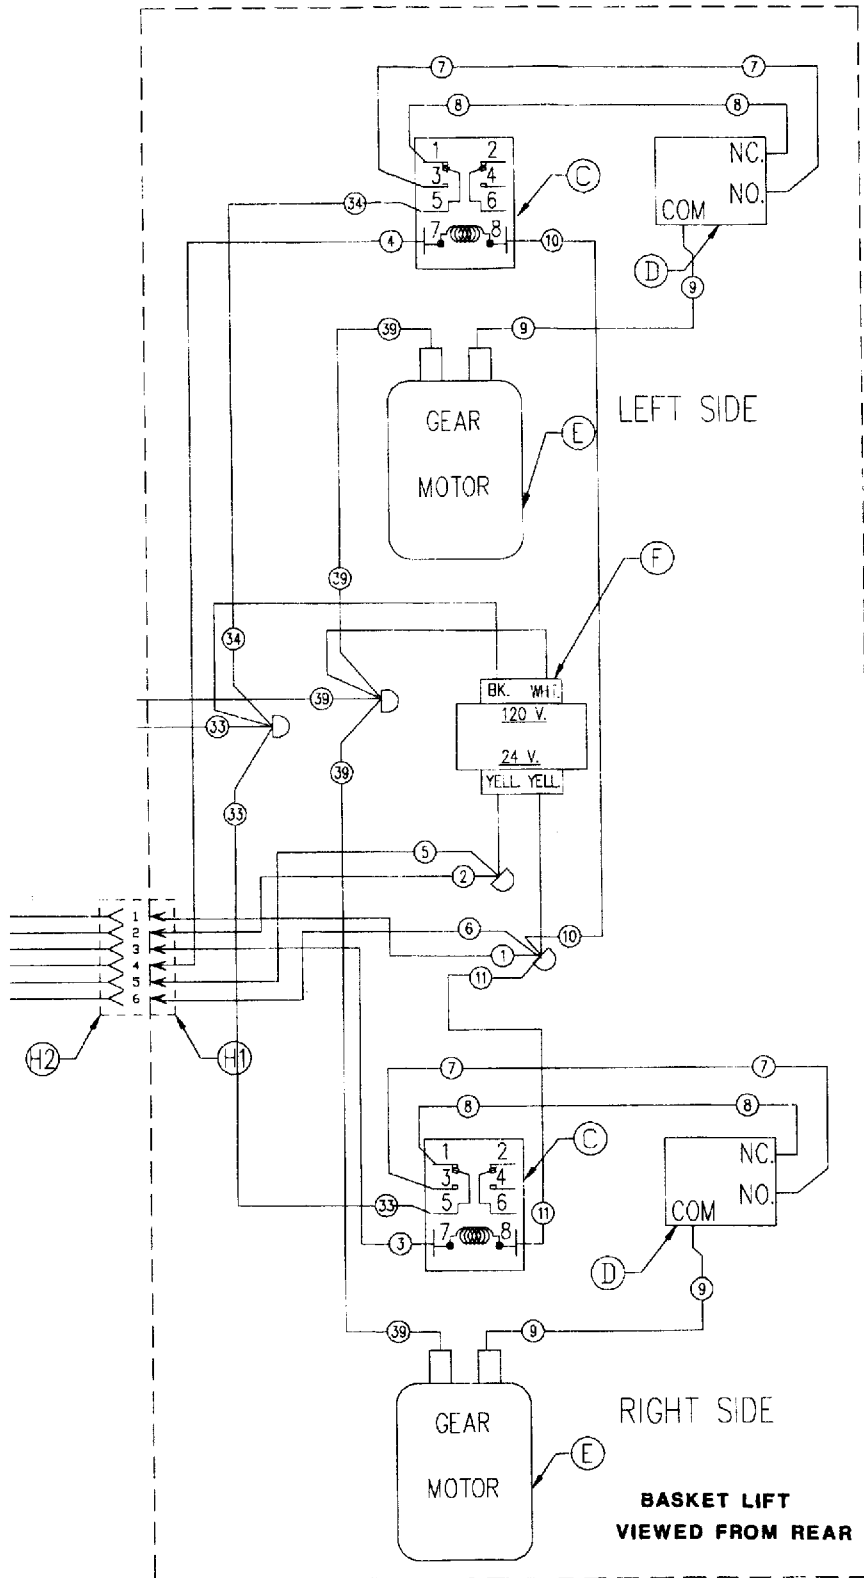 7 7
8 8
1 2
3 4
5 6
7 8
C
NC.
NO.
COM
D
34
4
10
9
39
9
GEAR
MOTOR
E
LEFT SIDE
39
F
34
BK. WHT.
120 V.
24 V.
YELL. YELL.
39
33
39
33
5
2
6
10
1
11
1
2
3
4
5
6
H2
H1
7 7
8 8
1 2
3 4
5 6
7 8
C
NC.
NO.
COM
D
33
3
11
9
39
9
GEAR
MOTOR
E
RIGHT SIDE
BASKET LIFT
VIEWED FROM REAR